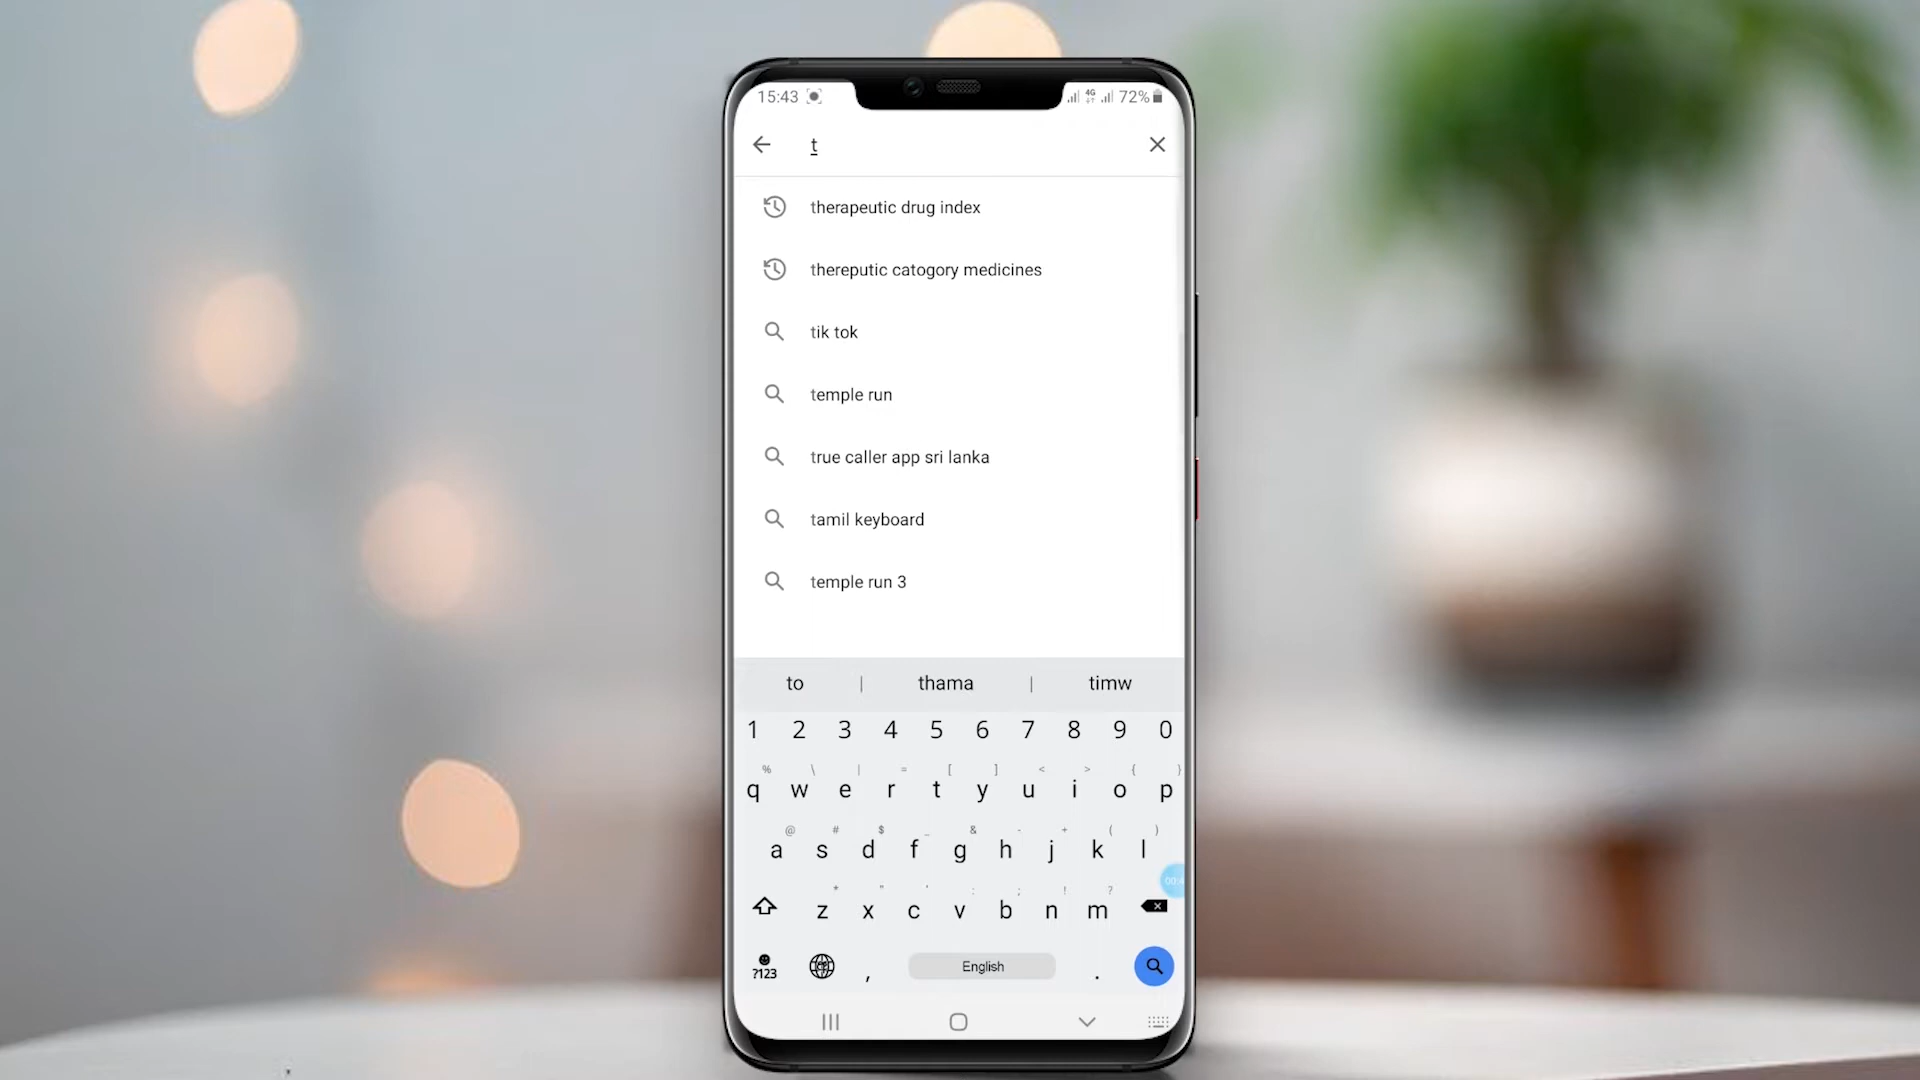 15:43 4G 72%
t
therapeutic drug index
thereputic catogory medicines
tik tok
temple run
true caller app sri lanka
tamil keyboard
temple run 3
to | thama | timw
1 2 3 4 5 6 7 8 9 0
% \ | = [ ] < > { }
q w e r t y u i o p
@ # $ _ & - + ( )
a s d f g h j k l
* " ' : ; ! ?
z x c v b n m
?123 , English .